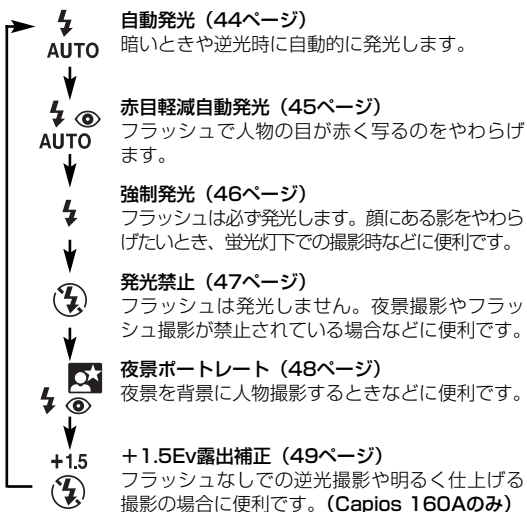 自動発光（44ページ）
AUTO 暗いときや逆光時に自動的に発光します。
赤目軽減自動発光（45ページ）
フラッシュで人物の目が赤く写るのをやわらげ
AUTO ます。
強制発光（46ページ）
フラッシュは必ず発光します。顔にある影をやわら
げたいとき、蛍光灯下での撮影時などに便利です。
発光禁止（47ページ）
フラッシュは発光しません。夜景撮影やフラッ
シュ撮影が禁止されている場合などに便利です。
夜景ポートレート（48ページ）
夜景を背景に人物撮影するときなどに便利です。
+1.5 ＋1.5Ev露出補正（49ページ）
フラッシュなしでの逆光撮影や明るく仕上げる
撮影の場合に便利です。（Capios 160Aのみ）